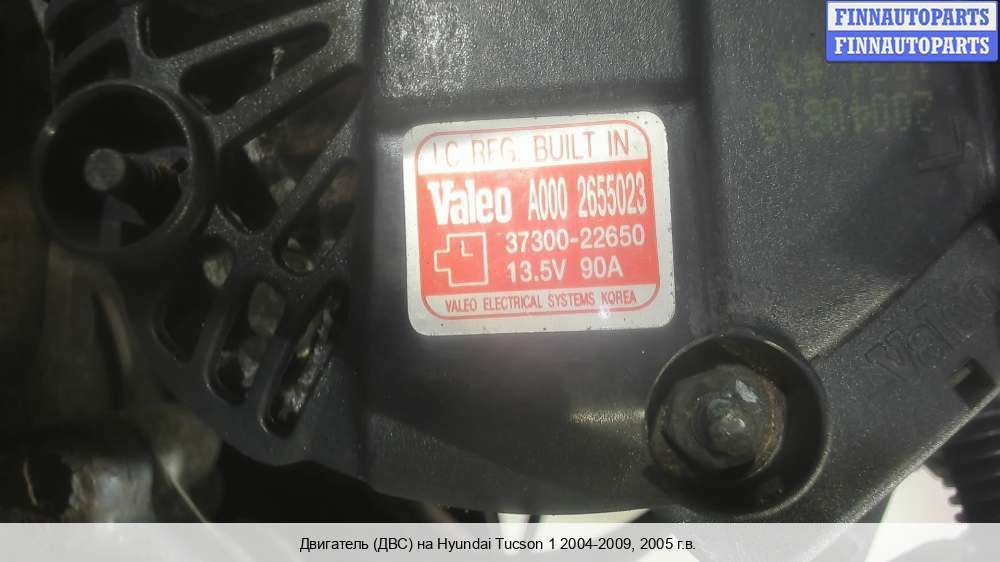 FINNAUTOPARTS
FINNAUTOPARTS
I.C REG. BUILT IN
Valeo A000 2655023
L
37300-22650
13.5V 90A
VALEO ELECTRICAL SYSTEMS KOREA
Двигатель (ДВС) на Hyundai Tucson 1 2004-2009, 2005 г.в.